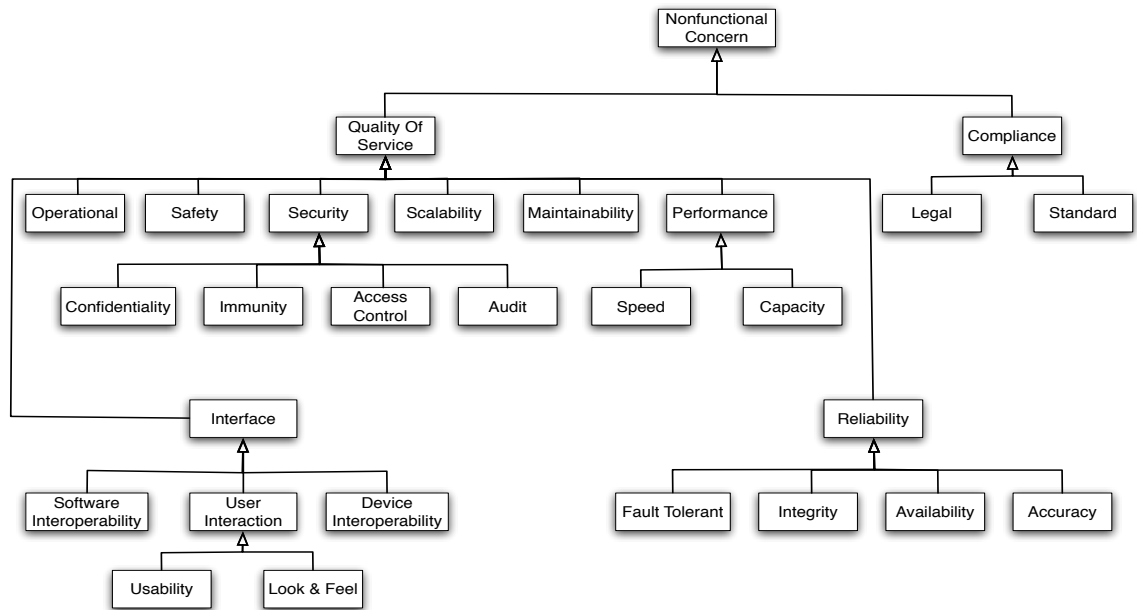 Nonfunctional
Concern
Quality Of
Service
Compliance
Operational
Safety
Security
Scalability
Maintainability
Performance
Legal
Standard
Confidentiality
Immunity
Access
Control
Audit
Speed
Capacity
Interface
Reliability
Software
Interoperability
User
Interaction
Device
Interoperability
Fault Tolerant
Integrity
Availability
Accuracy
Usability
Look & Feel